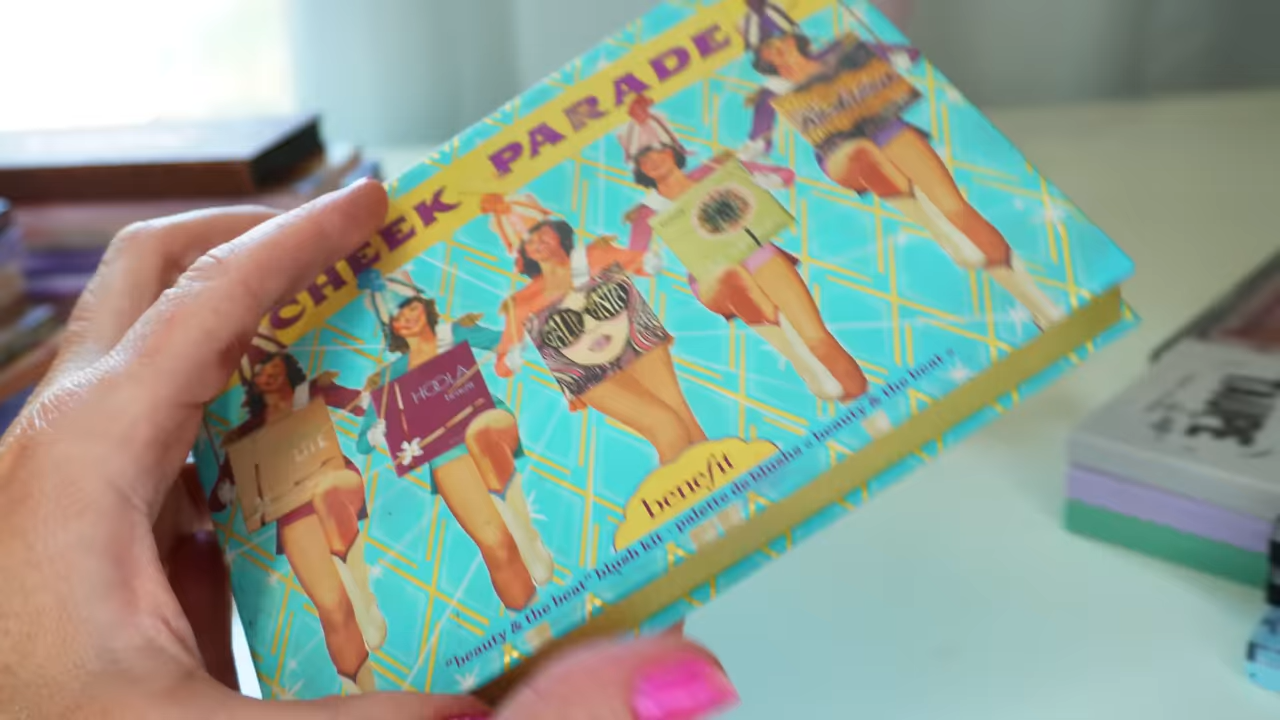 CHEEK PARADE
HOOLA
benefit
"beauty & the beat" blush kit · palette de blushs « beauty & the beat »